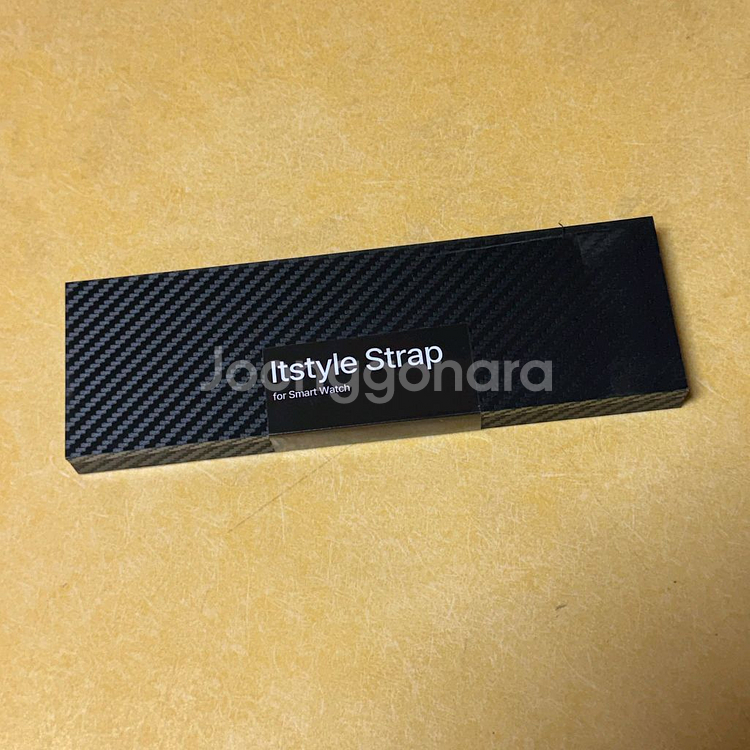 Itstyle Strap
for Smart Watch
Joonggonara